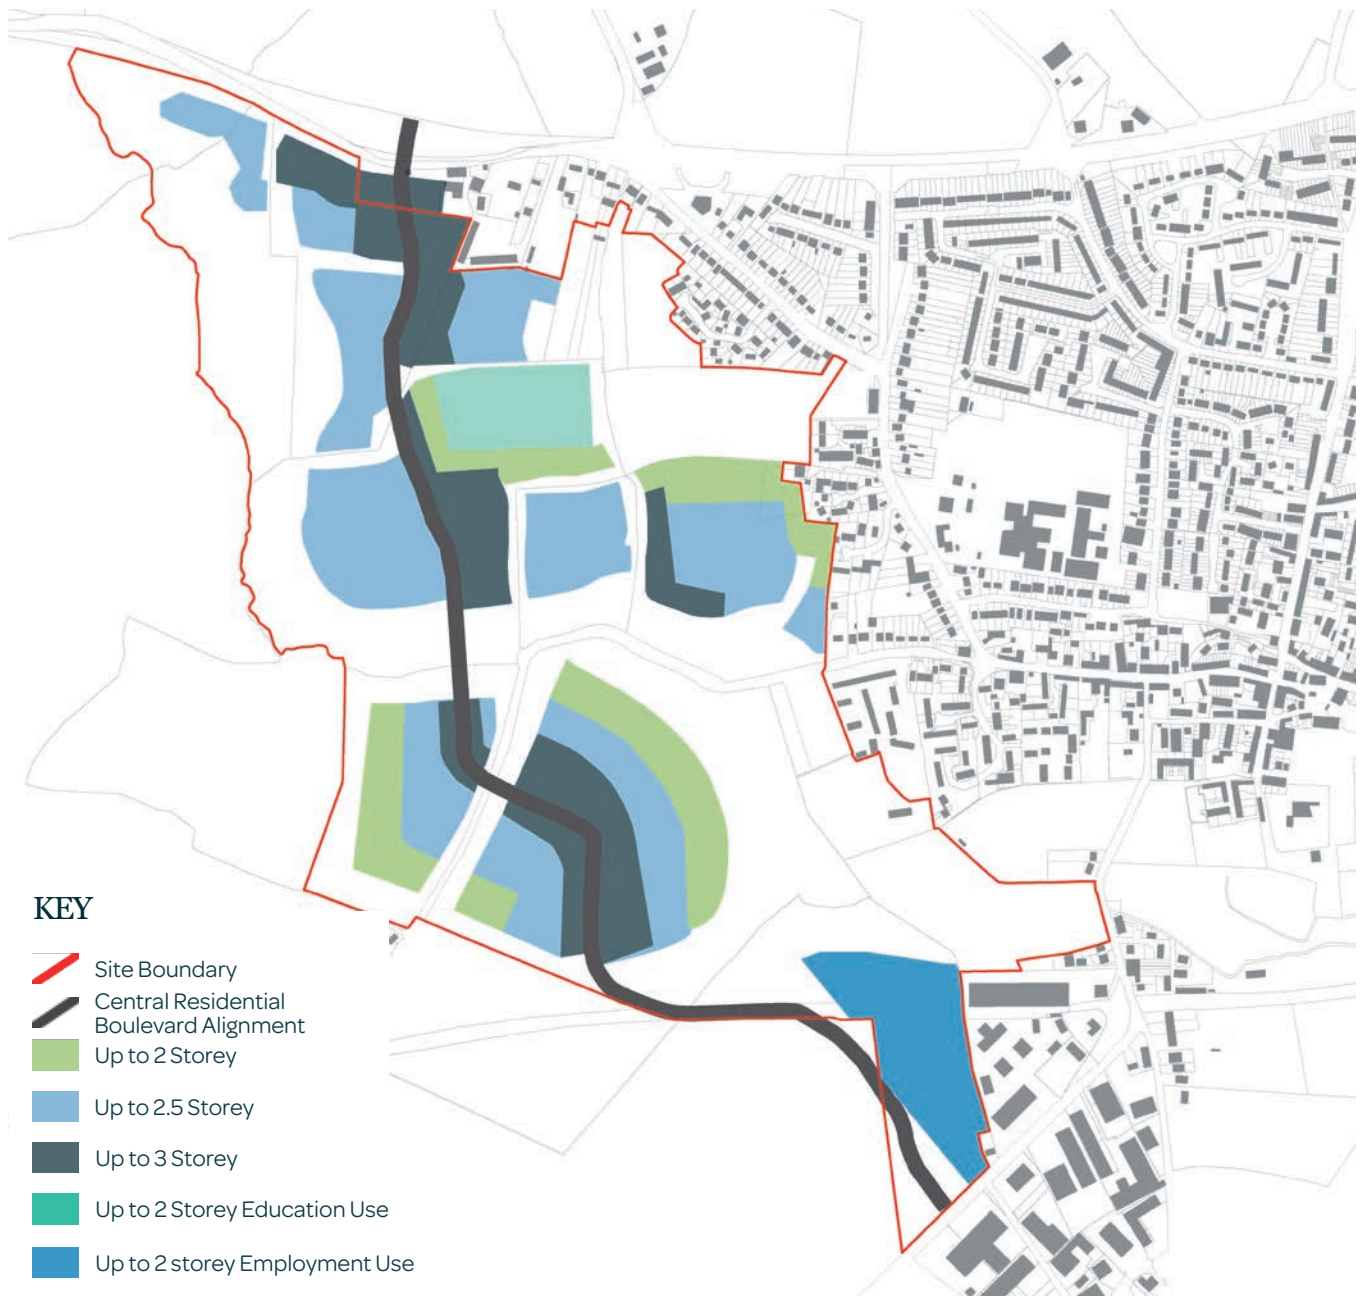 KEY
Site Boundary
Central Residential
Boulevard Alignment
Up to 2 Storey
Up to 2.5 Storey
Up to 3 Storey
Up to 2 Storey Education Use
Up to 2 storey Employment Use